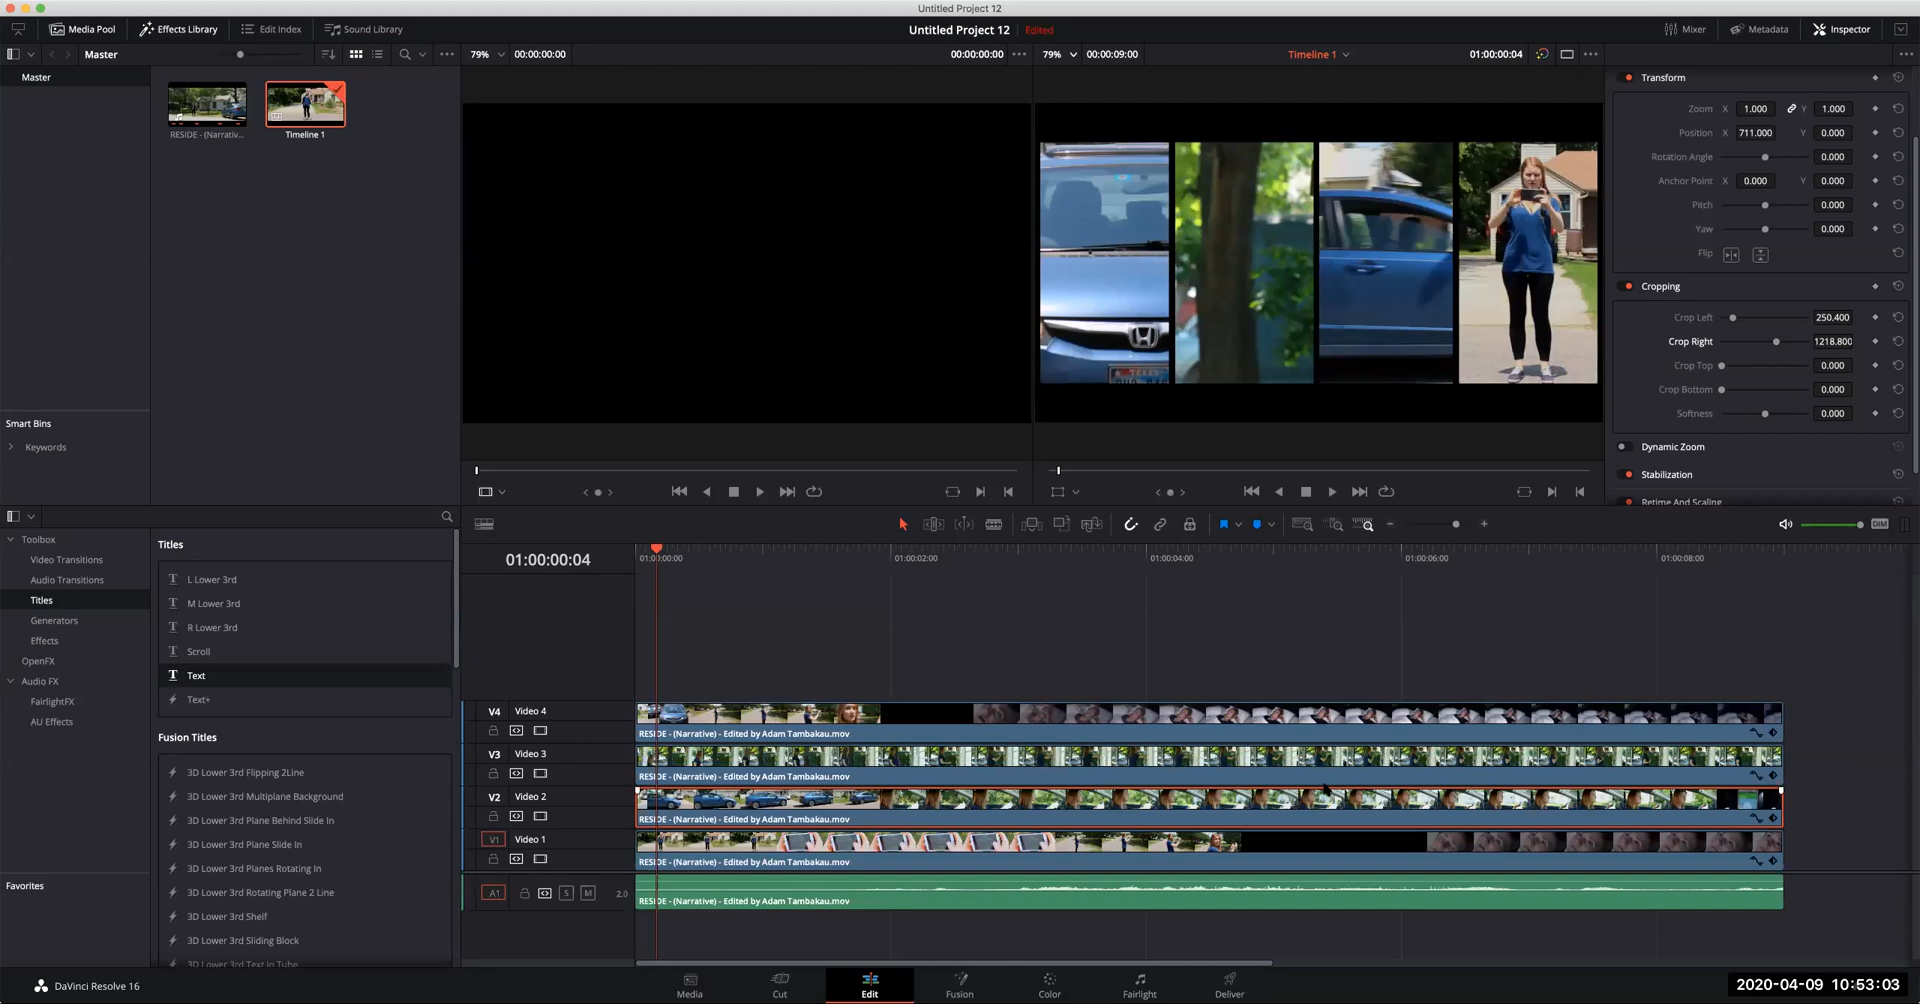 Untitled Project 12
Media Pool
Effects Library
Edit Index
Sound Library
Untitled Project 12
Edited
Mixer
Metadata
Inspector
Master
79%
00:00:00:00
00:00:00:00
79%
00:00:09:00
Timeline 1
01:00:00:04
Master
RESIDE - (Narrativ...
Timeline 1
Transform
Zoom X 1.000 Y 1.000
Position X 711.000 Y 0.000
Rotation Angle 0.000
Anchor Point X 0.000 Y 0.000
Pitch 0.000
Yaw 0.000
Flip
Cropping
Crop Left 250.400
Crop Right 1218.800
Crop Top 0.000
Crop Bottom 0.000
Softness 0.000
Dynamic Zoom
Stabilization
Retime And Scaling
Smart Bins
Keywords
Toolbox
Video Transitions
Audio Transitions
Titles
Generators
Effects
OpenFX
Audio FX
FairlightFX
AU Effects
Favorites
Titles
L Lower 3rd
M Lower 3rd
R Lower 3rd
Scroll
Text
Text+
Fusion Titles
3D Lower 3rd Flipping 2Line
3D Lower 3rd Multiplane Background
3D Lower 3rd Plane Behind Slide In
3D Lower 3rd Plane Slide In
3D Lower 3rd Planes Rotating In
3D Lower 3rd Rotating Plane 2 Line
3D Lower 3rd Shelf
3D Lower 3rd Sliding Block
3D Lower 3rd Text In Tube
DIM
01:00:00:04
01:00:00:00
01:00:02:00
01:00:04:00
01:00:06:00
01:00:08:00
V4 Video 4
RESIDE - (Narrative) - Edited by Adam Tambakau.mov
V3 Video 3
RESIDE - (Narrative) - Edited by Adam Tambakau.mov
V2 Video 2
RESIDE - (Narrative) - Edited by Adam Tambakau.mov
V1 Video 1
RESIDE - (Narrative) - Edited by Adam Tambakau.mov
A1 S M 2.0
RESIDE - (Narrative) - Edited by Adam Tambakau.mov
DaVinci Resolve 16
Media
Cut
Edit
Fusion
Color
Fairlight
Deliver
2020-04-09 10:53:03